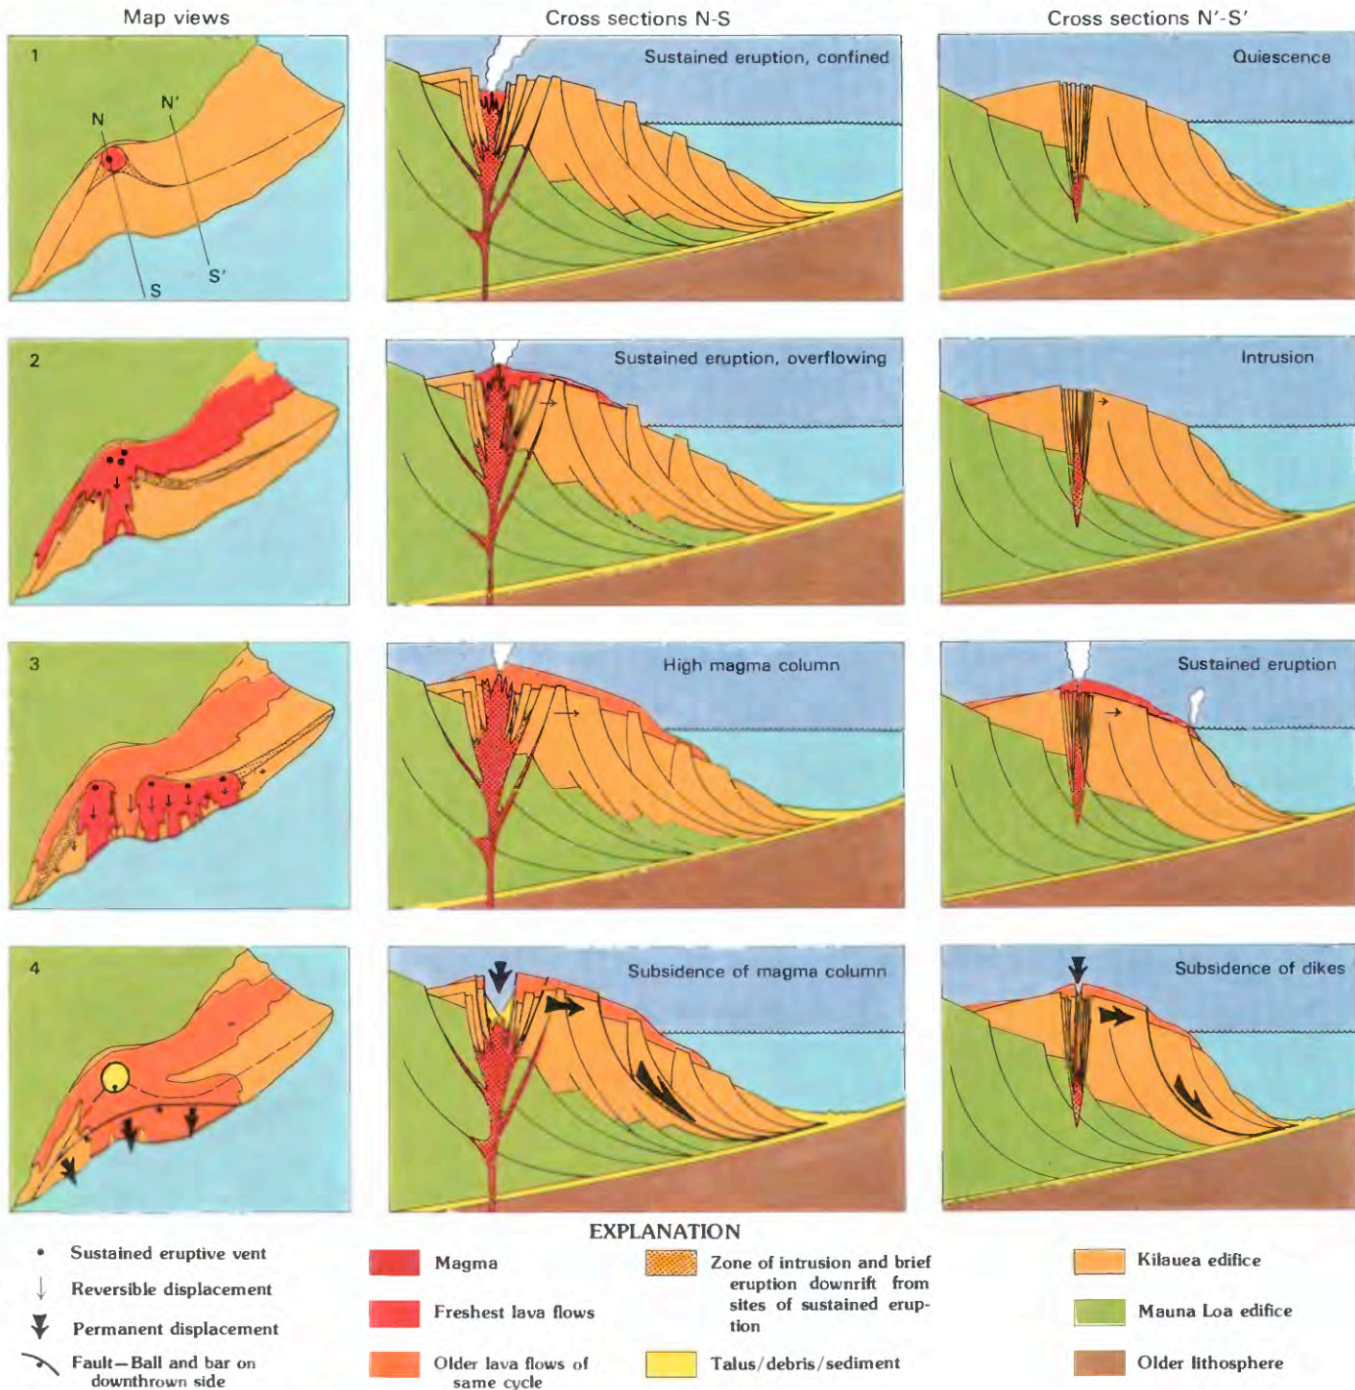 Map views
Cross sections N-S
Cross sections N'-S'
1
N
N'
S
S'
Sustained eruption, confined
Quiescence
2
Sustained eruption, overflowing
Intrusion
3
High magma column
Sustained eruption
4
Subsidence of magma column
Subsidence of dikes
EXPLANATION
Sustained eruptive vent
Reversible displacement
Permanent displacement
Fault—Ball and bar on
downthrown side
Magma
Freshest lava flows
Older lava flows of
same cycle
Zone of intrusion and brief
eruption downrift from
sites of sustained erup-
tion
Talus/debris/sediment
Kilauea edifice
Mauna Loa edifice
Older lithosphere